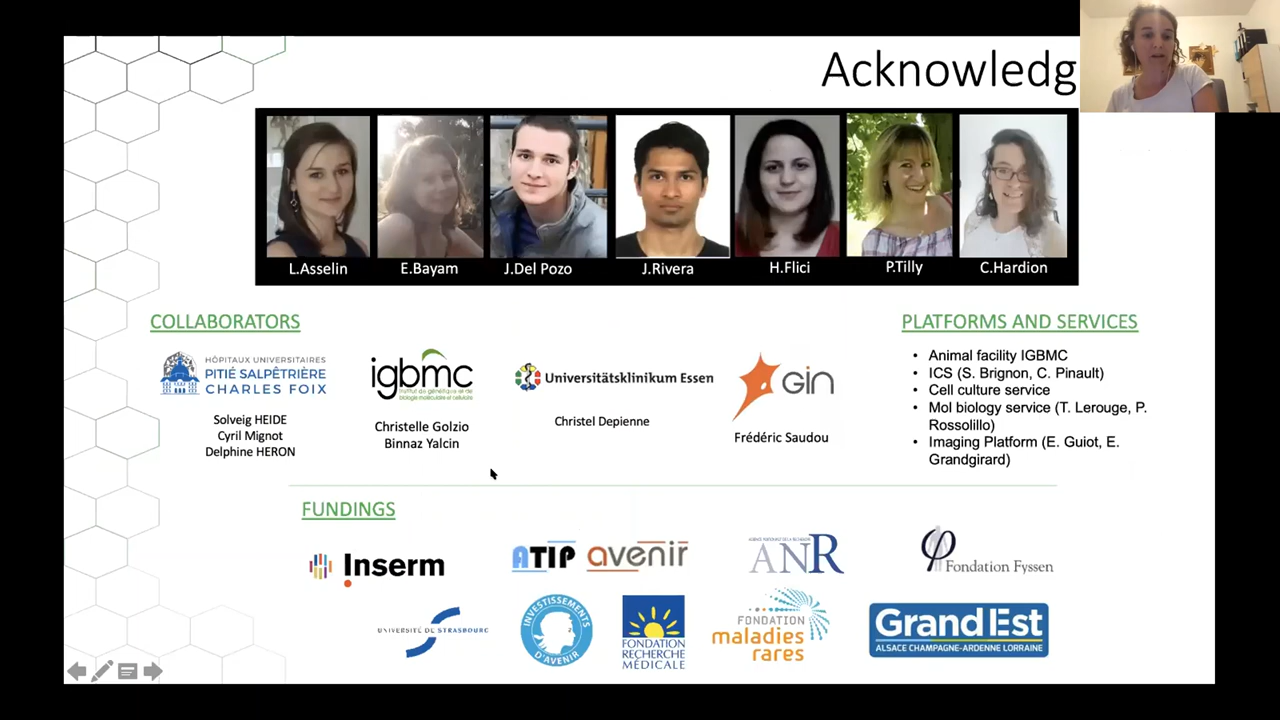 Acknowledg
L.Asselin
E.Bayam
J.Del Pozo
J.Rivera
H.Flici
P.Tilly
C.Hardion
COLLABORATORS
HÔPITAUX UNIVERSITAIRES
PITIÉ SALPÊTRIÈRE
CHARLES FOIX
Solveig HEIDE
Cyril Mignot
Delphine HERON
igbmc
Institut de génétique et de
biologie moléculaire et cellulaire
Christelle Golzio
Binnaz Yalcin
Universitätsklinikum Essen
Christel Depienne
Gin
Frédéric Saudou
PLATFORMS AND SERVICES
• Animal facility IGBMC
• ICS (S. Brignon, C. Pinault)
• Cell culture service
• Mol biology service (T. Lerouge, P.
Rossolillo)
• Imaging Platform (E. Guiot, E.
Grandgirard)
FUNDINGS
Inserm
ATIP avenir
AGENCE NATIONALE DE LA RECHERCHE
ANR
Fondation Fyssen
UNIVERSITÉ DE STRASBOURG
INVESTISSEMENTS
D'AVENIR
FONDATION
RECHERCHE
MÉDICALE
FONDATION
maladies
rares
Grand Est
ALSACE CHAMPAGNE-ARDENNE LORRAINE